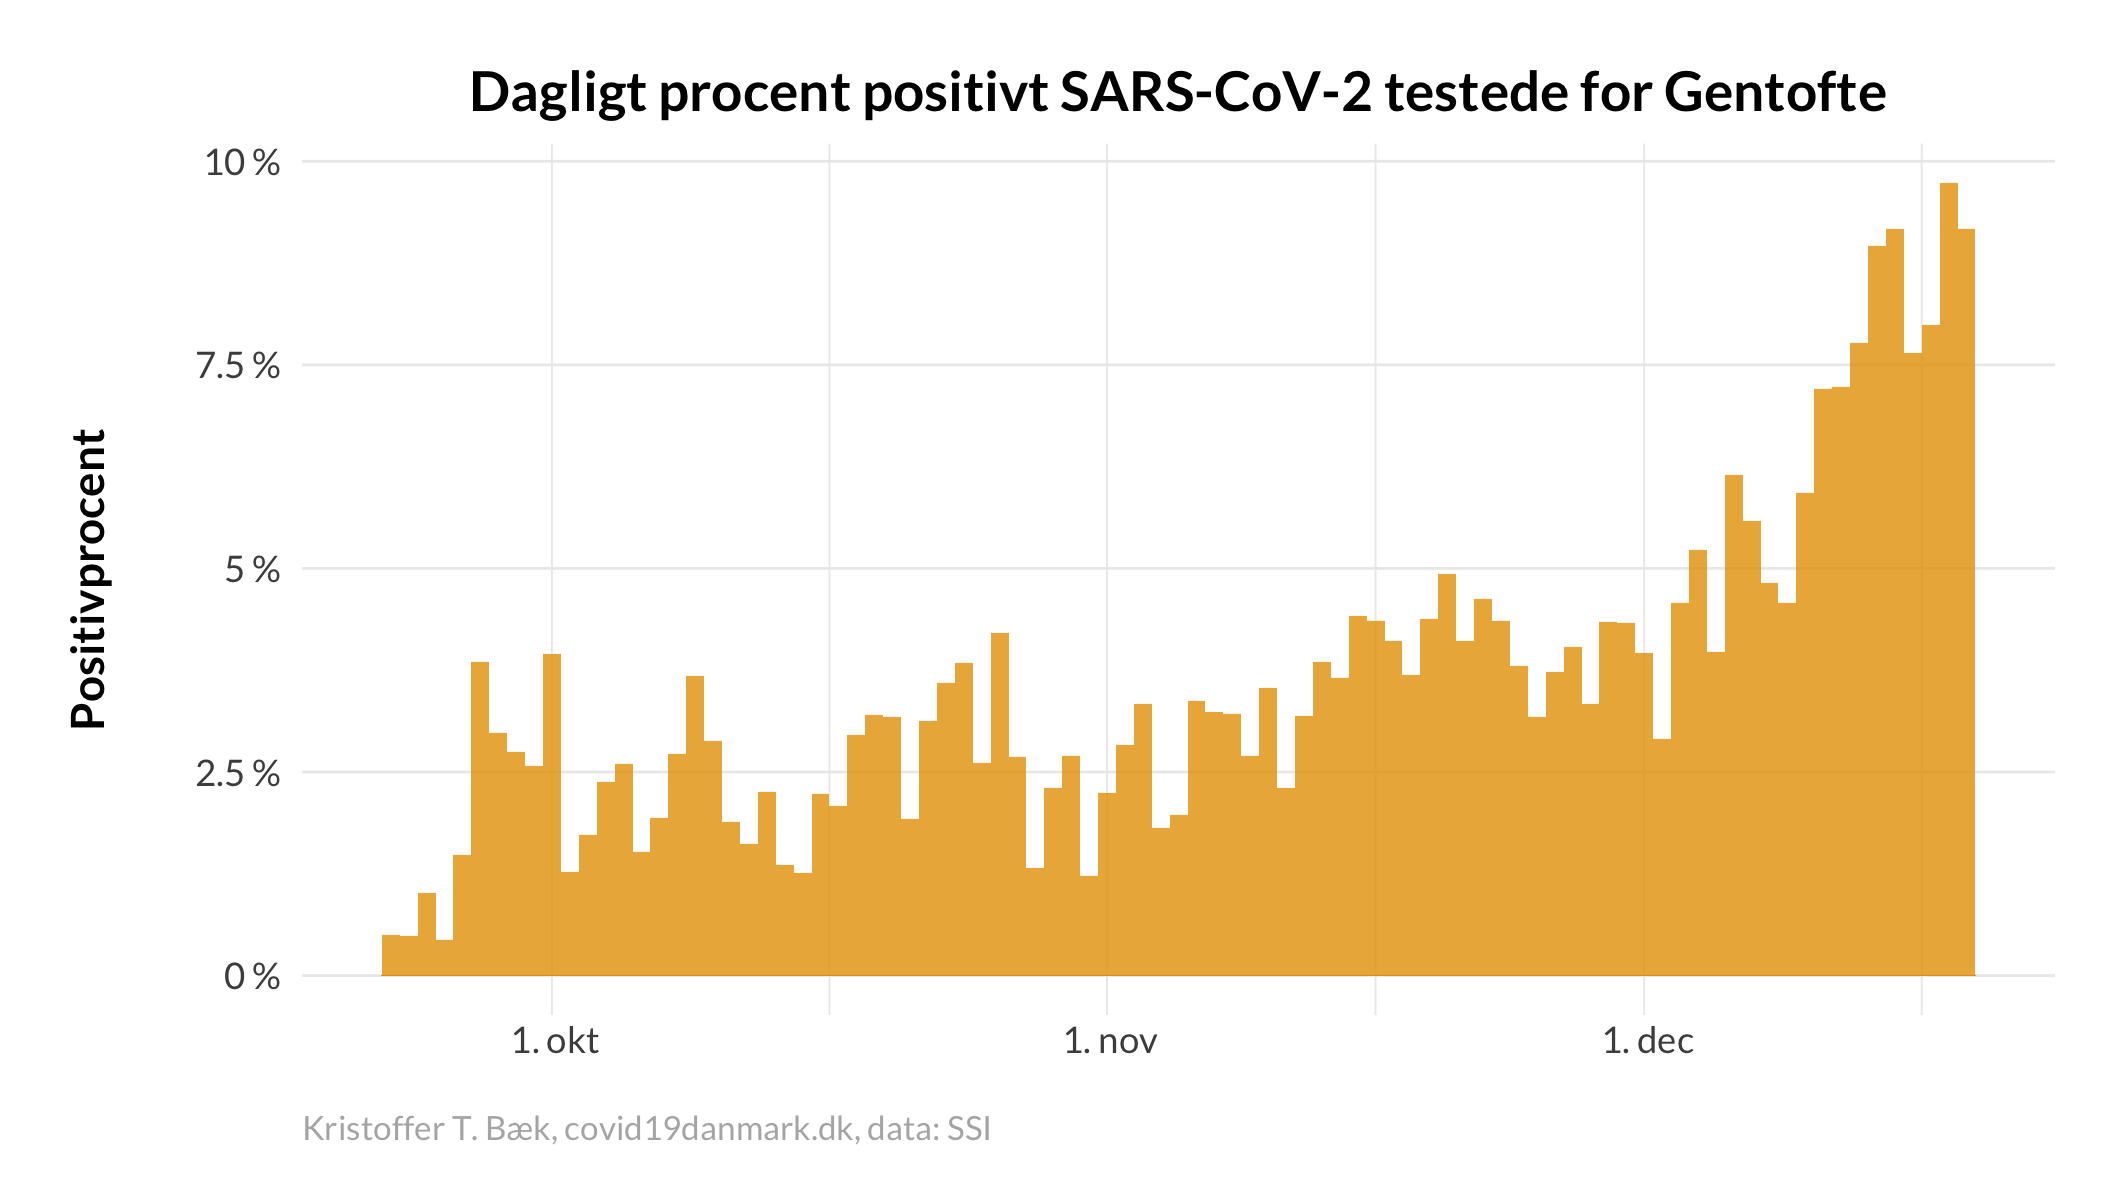 Dagligt procent positivt SARS-CoV-2 testede for Gentofte
Positivprocent
10 %
7.5 %
5 %
2.5 %
0 %
1. okt
1. nov
1. dec
Kristoffer T. Bæk, covid19danmark.dk, data: SSI